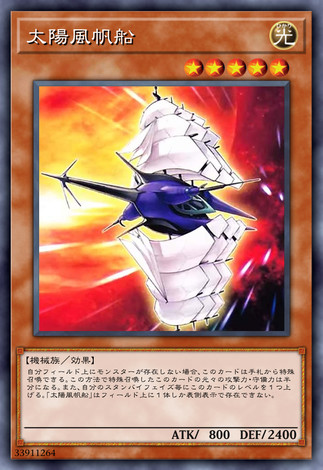 太陽風帆船
光
【機械族／効果】
自分フィールド上にモンスターが存在しない場合、このカードは手札から特殊
召喚できる。この方法で特殊召喚したこのカードの元々の攻撃力・守備力は半
分になる。また、自分のスタンバイフェイズ毎にこのカードのレベルを１つ上
げる。「太陽風帆船」はフィールド上に１体しか表側表示で存在できない。
ATK/ 800 DEF/2400
33911264